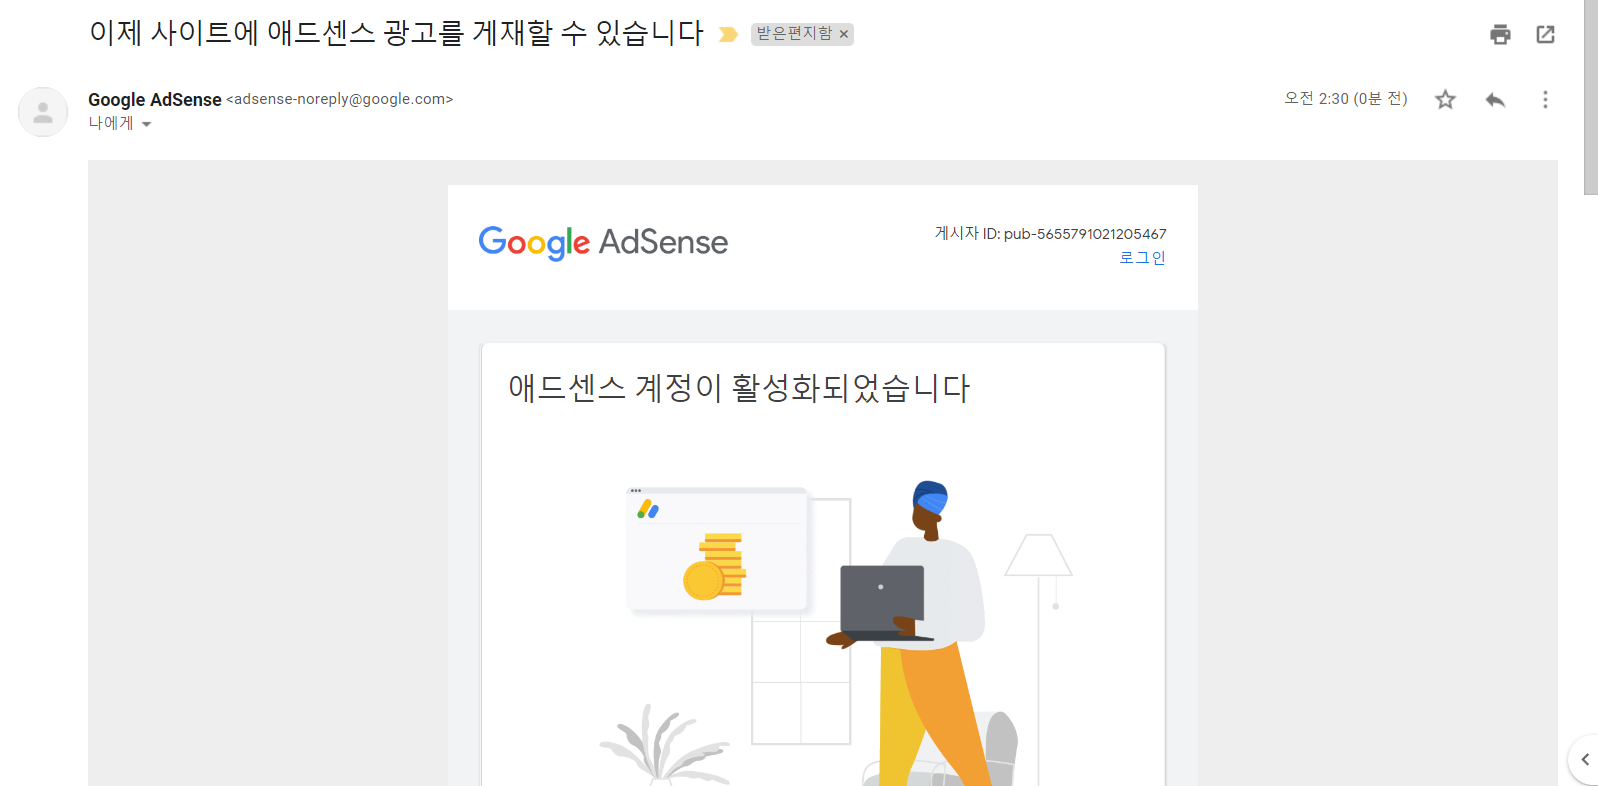 이제 사이트에 애드센스 광고를 게재할 수 있습니다 받은편지함 ×
Google AdSense <adsense-noreply@google.com> 오전 2:30 (0분 전)
나에게
Google AdSense 게시자 ID: pub-5655791021205467
로그인
애드센스 계정이 활성화되었습니다